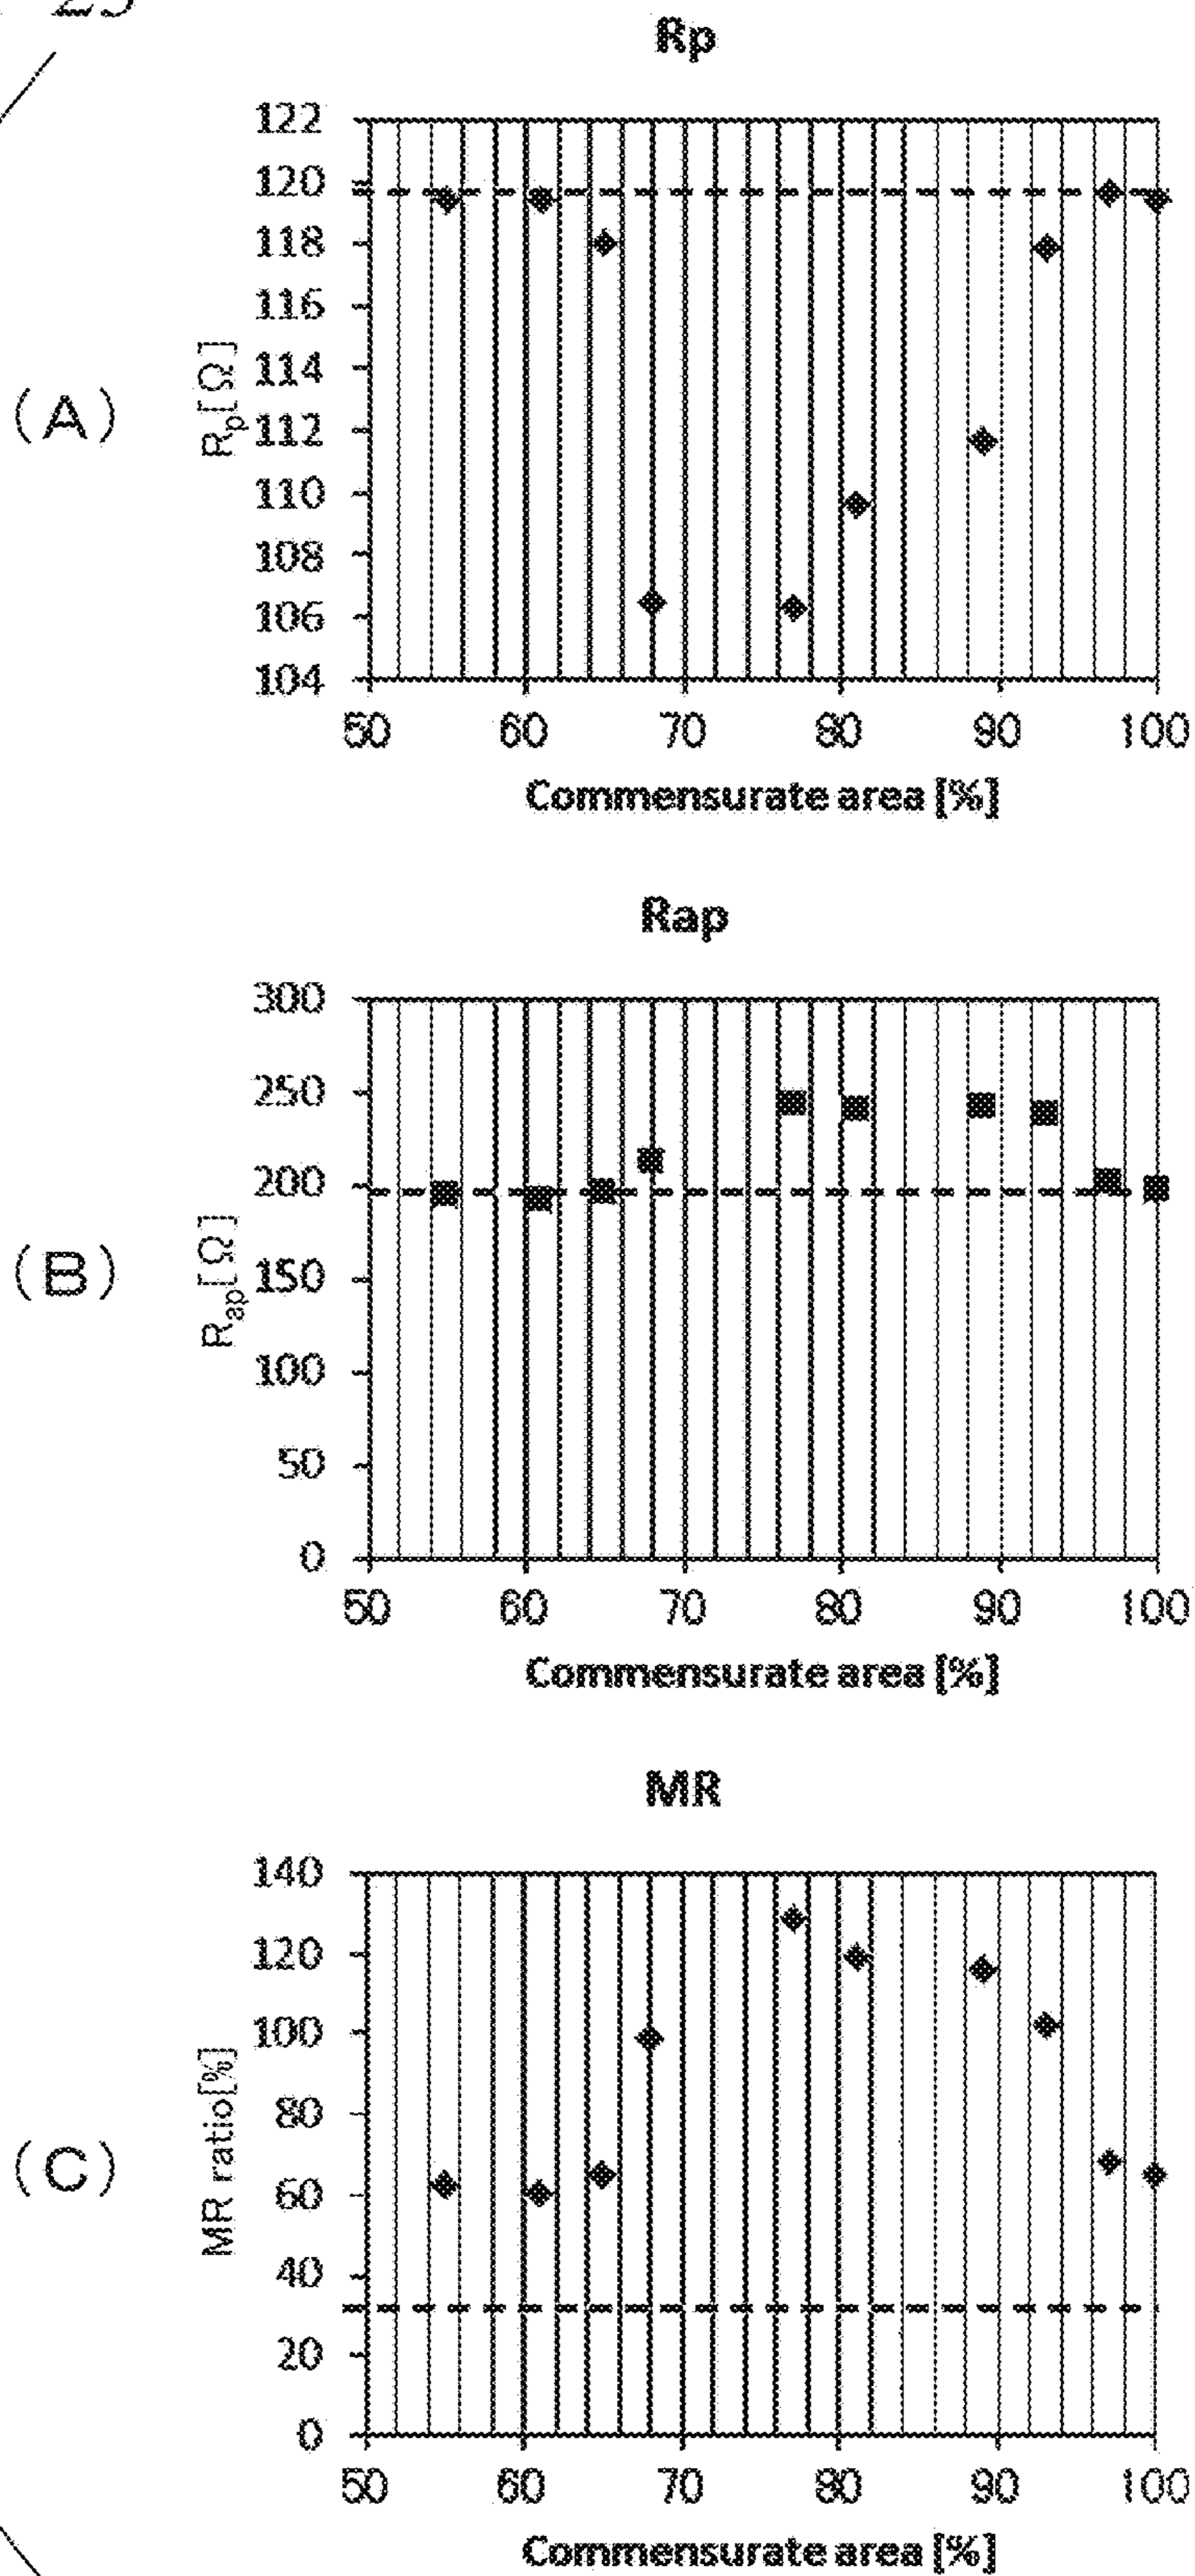 25
Rp
122
120
118
116
114
112
110
108
106
104
(A)
Rp[Ω]
50 60 70 80 90 100
Commensurate area [%]
Rap
300
250
200
150
100
50
0
(B)
Rap[Ω]
50 60 70 80 90 100
Commensurate area [%]
MR
140
120
100
80
60
40
20
0
(C)
MR ratio[%]
50 60 70 80 90 100
Commensurate area [%]